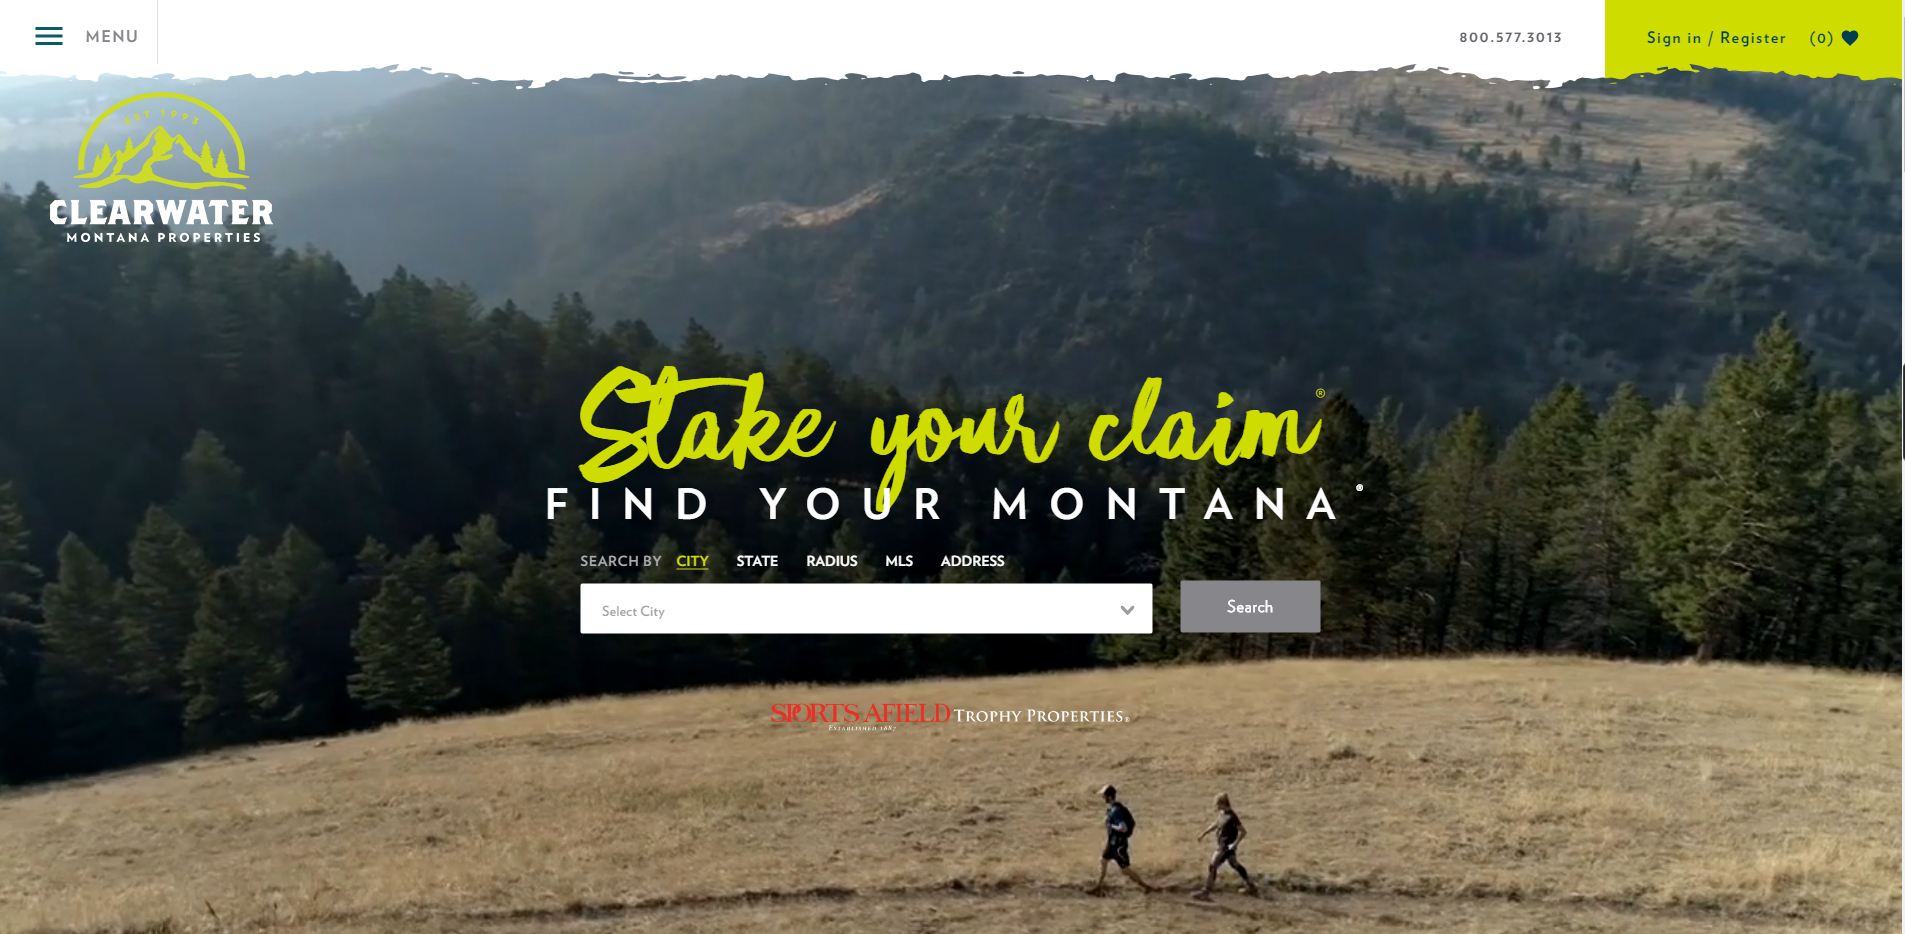 MENU
800.577.3013
Sign in / Register (0)
EST 1993
CLEARWATER
MONTANA PROPERTIES
Stake your claim®
FIND YOUR MONTANA®
SEARCH BY CITY STATE RADIUS MLS ADDRESS
Select City
Search
SPORTS AFIELD TROPHY PROPERTIES®
ESTABLISHED 1887